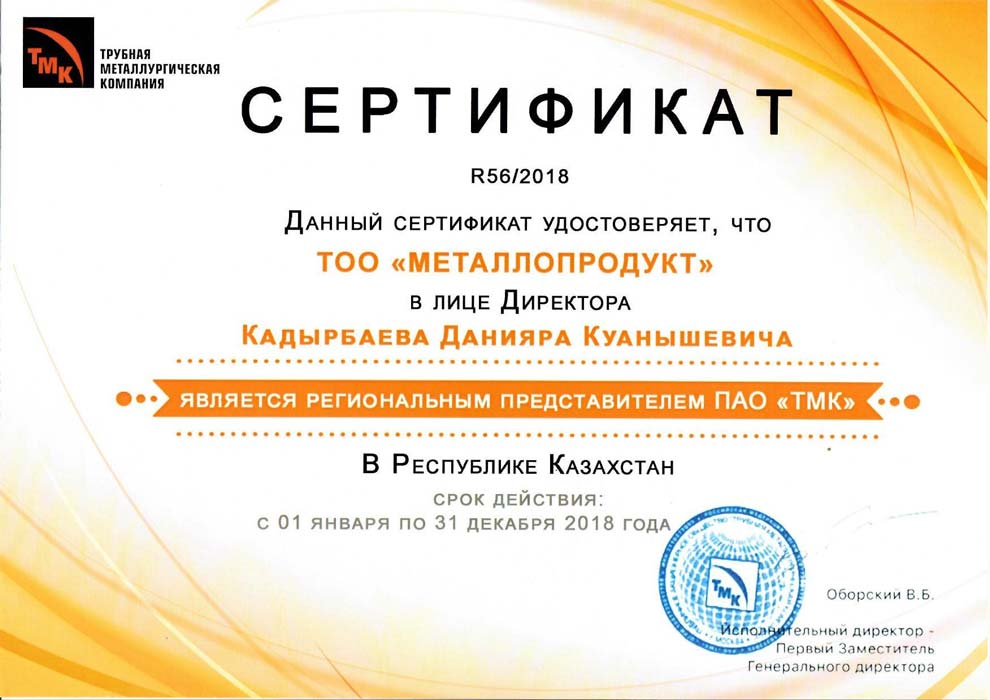 ТМК
ТРУБНАЯ
МЕТАЛЛУРГИЧЕСКАЯ
КОМПАНИЯ
СЕРТИФИКАТ
R56/2018
Данный сертификат удостоверяет, что
ТОО «МЕТАЛЛОПРОДУКТ»
в лице Директора
Кадырбаева Данияра Куанышевича
является региональным представителем ПАО «ТМК»
В Республике Казахстан
срок действия:
с 01 января по 31 декабря 2018 года
ТМК
МОСКВА
Оборский В.Б.
Исполнительный директор -
Первый Заместитель
Генерального директора